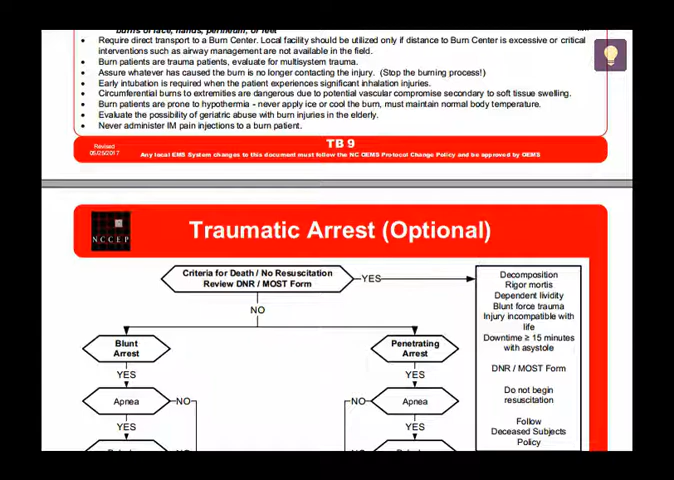 burns of face, hands, perineum, or feet
Require direct transport to a Burn Center. Local facility should be utilized only if distance to Burn Center is excessive or critical
interventions such as airway management are not available in the field.
Burn patients are trauma patients, evaluate for multisystem trauma.
Assure whatever has caused the burn is no longer contacting the injury. (Stop the burning process!)
Early intubation is required when the patient experiences significant inhalation injuries.
Circumferential burns to extremities are dangerous due to potential vascular compromise secondary to soft tissue swelling.
Burn patients are prone to hypothermia - never apply ice or cool the burn, must maintain normal body temperature.
Evaluate the possibility of geriatric abuse with burn injuries in the elderly.
Never administer IM pain injections to a burn patient.
Revised
TB 9
Any local EMS System changes to this document must follow the NC OEMS Protocol Change Policy and be approved by OEMS
NCCEP
Traumatic Arrest (Optional)
Criteria for Death / No Resuscitation
Review DNR / MOST Form
YES
NO
Decomposition
Rigor mortis
Dependent lividity
Blunt force trauma
Injury incompatible with
life
Downtime ≥ 15 minutes
with asystole
DNR / MOST Form
Do not begin
resuscitation
Follow
Deceased Subjects
Policy
Blunt
Arrest
YES
Apnea
NO
YES
Penetrating
Arrest
YES
NO
Apnea
YES